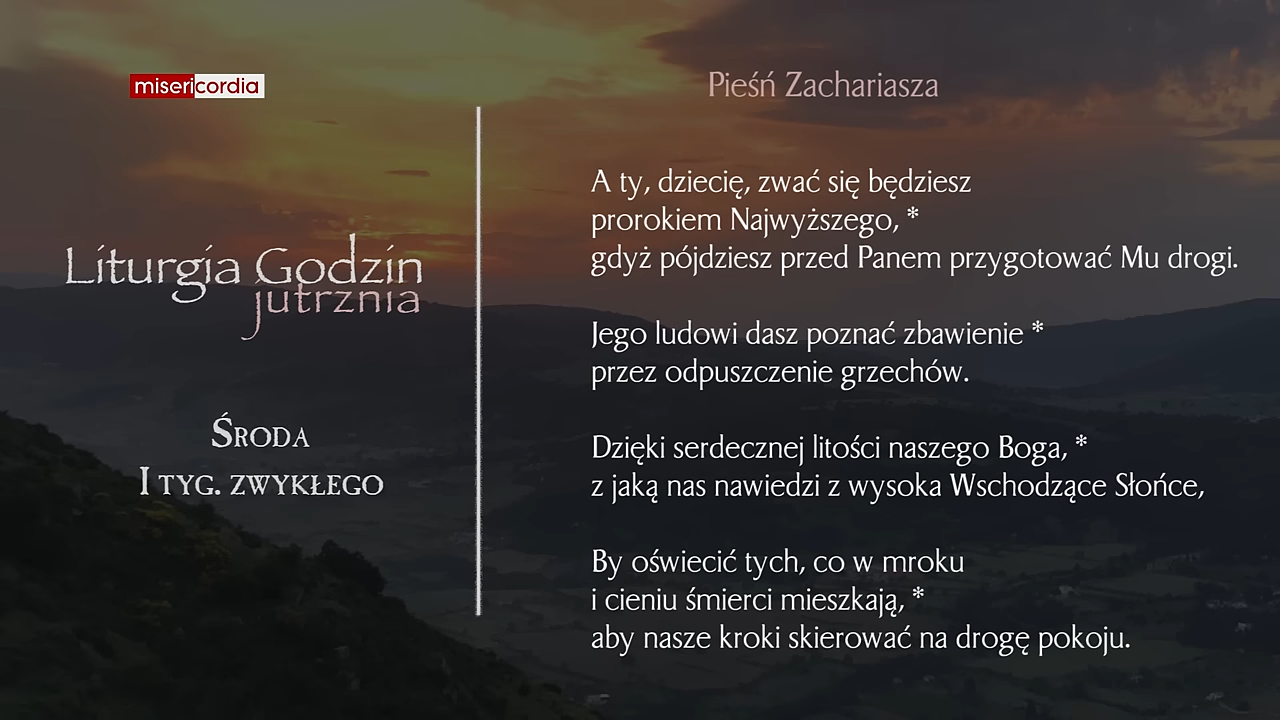 misericordia
Liturgia Godzin
jutrznia
Środa
I tyg. zwykłego
Pieśń Zachariasza
A ty, dziecię, zwać się będziesz
prorokiem Najwyższego, *
gdyż pójdziesz przed Panem przygotować Mu drogi.
Jego ludowi dasz poznać zbawienie *
przez odpuszczenie grzechów.
Dzięki serdecznej litości naszego Boga, *
z jaką nas nawiedzi z wysoka Wschodzące Słońce,
By oświecić tych, co w mroku
i cieniu śmierci mieszkają, *
aby nasze kroki skierować na drogę pokoju.